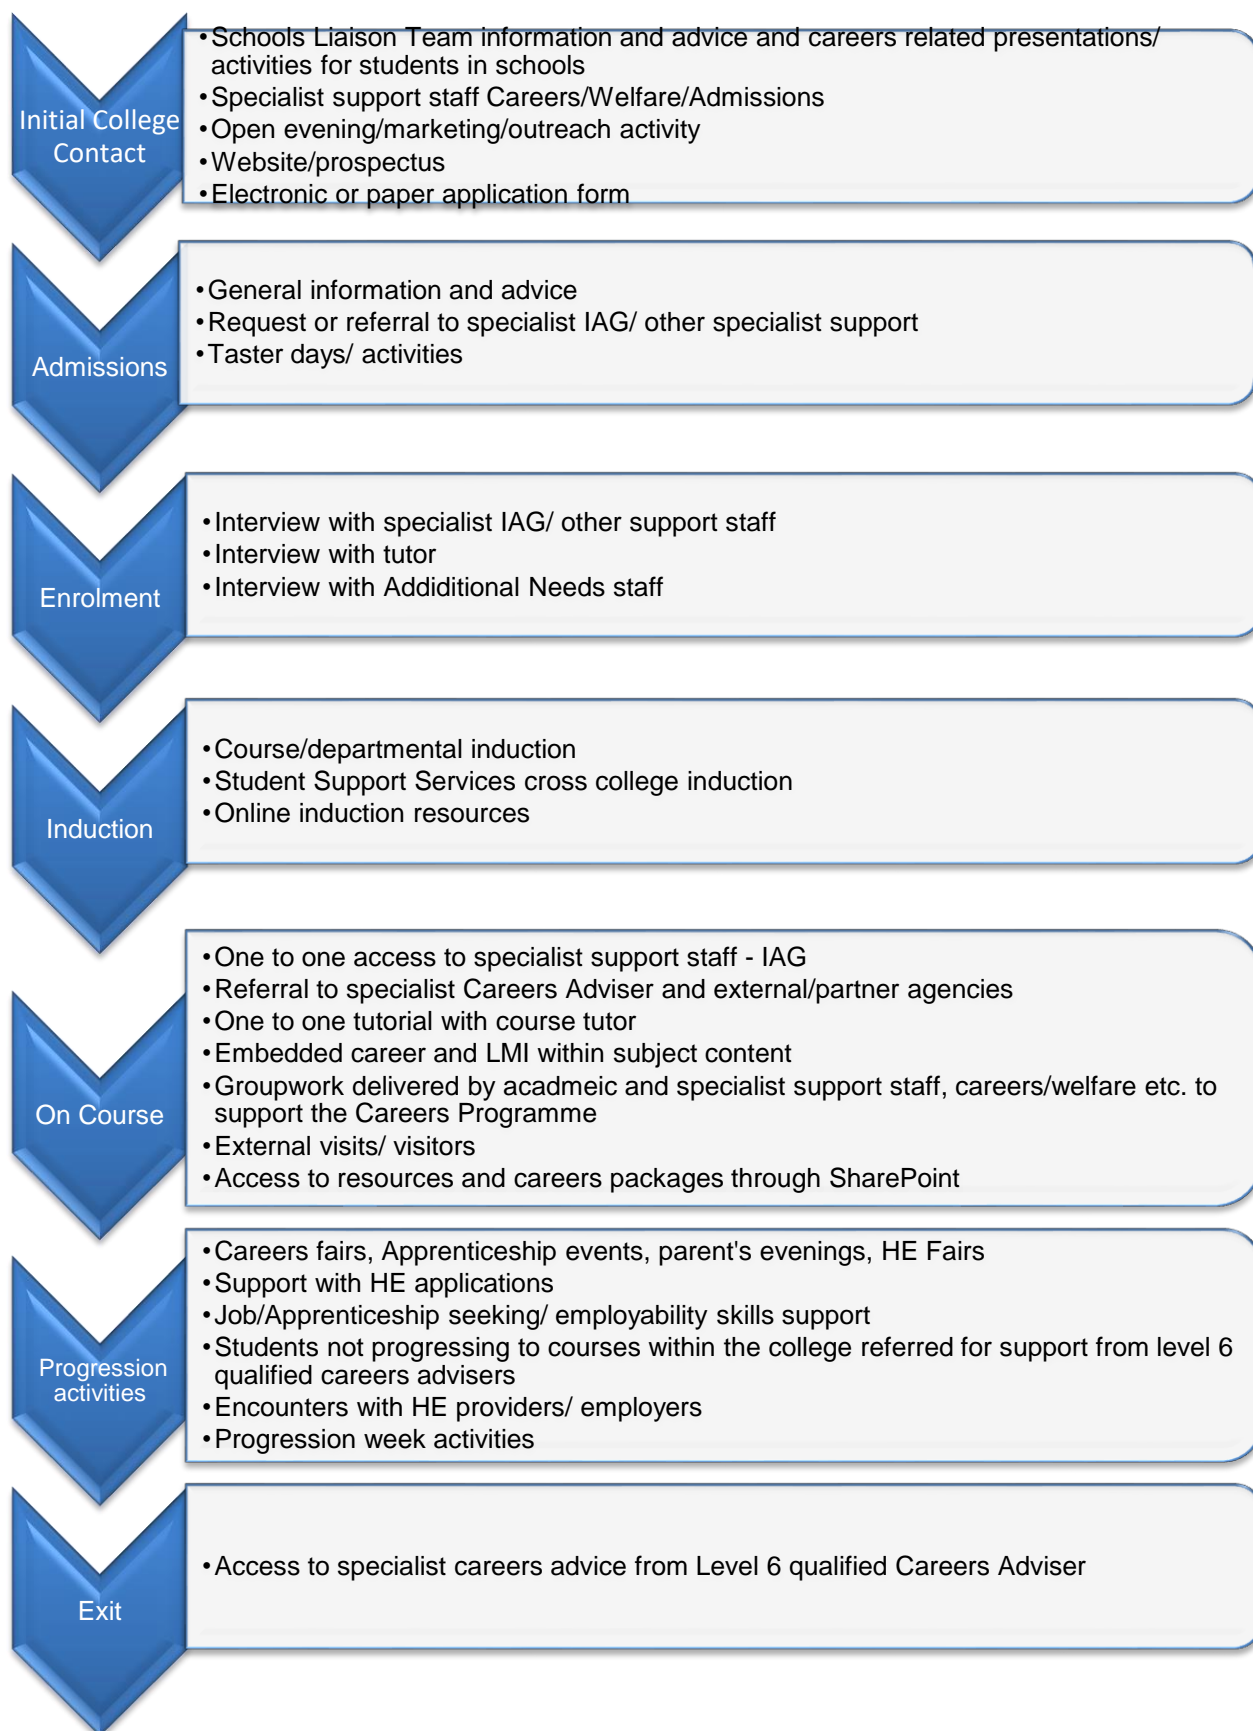 Initial College
Contact
•Schools Liaison Team information and advice and careers related presentations/
activities for students in schools
•Specialist support staff Careers/Welfare/Admissions
•Open evening/marketing/outreach activity
•Website/prospectus
•Electronic or paper application form
Admissions
•General information and advice
•Request or referral to specialist IAG/ other specialist support
•Taster days/ activities
Enrolment
•Interview with specialist IAG/ other support staff
•Interview with tutor
•Interview with Addiditional Needs staff
Induction
•Course/departmental induction
•Student Support Services cross college induction
•Online induction resources
On Course
•One to one access to specialist support staff - IAG
•Referral to specialist Careers Adviser and external/partner agencies
•One to one tutorial with course tutor
•Embedded career and LMI within subject content
•Groupwork delivered by acadmeic and specialist support staff, careers/welfare etc. to
support the Careers Programme
•External visits/ visitors
•Access to resources and careers packages through SharePoint
Progression
activities
•Careers fairs, Apprenticeship events, parent's evenings, HE Fairs
•Support with HE applications
•Job/Apprenticeship seeking/ employability skills support
•Students not progressing to courses within the college referred for support from level 6
qualified careers advisers
•Encounters with HE providers/ employers
•Progression week activities
Exit
•Access to specialist careers advice from Level 6 qualified Careers Adviser